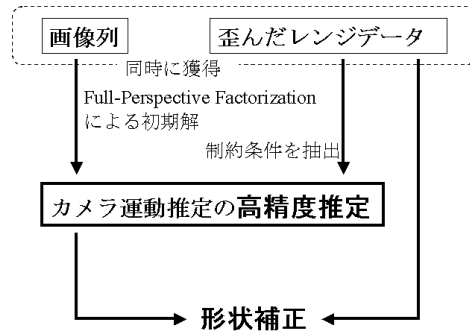 画像列
歪んだレンジデータ
同時に獲得
Full-Perspective Factorization
による初期解
制約条件を抽出
カメラ運動推定の高精度推定
形状補正